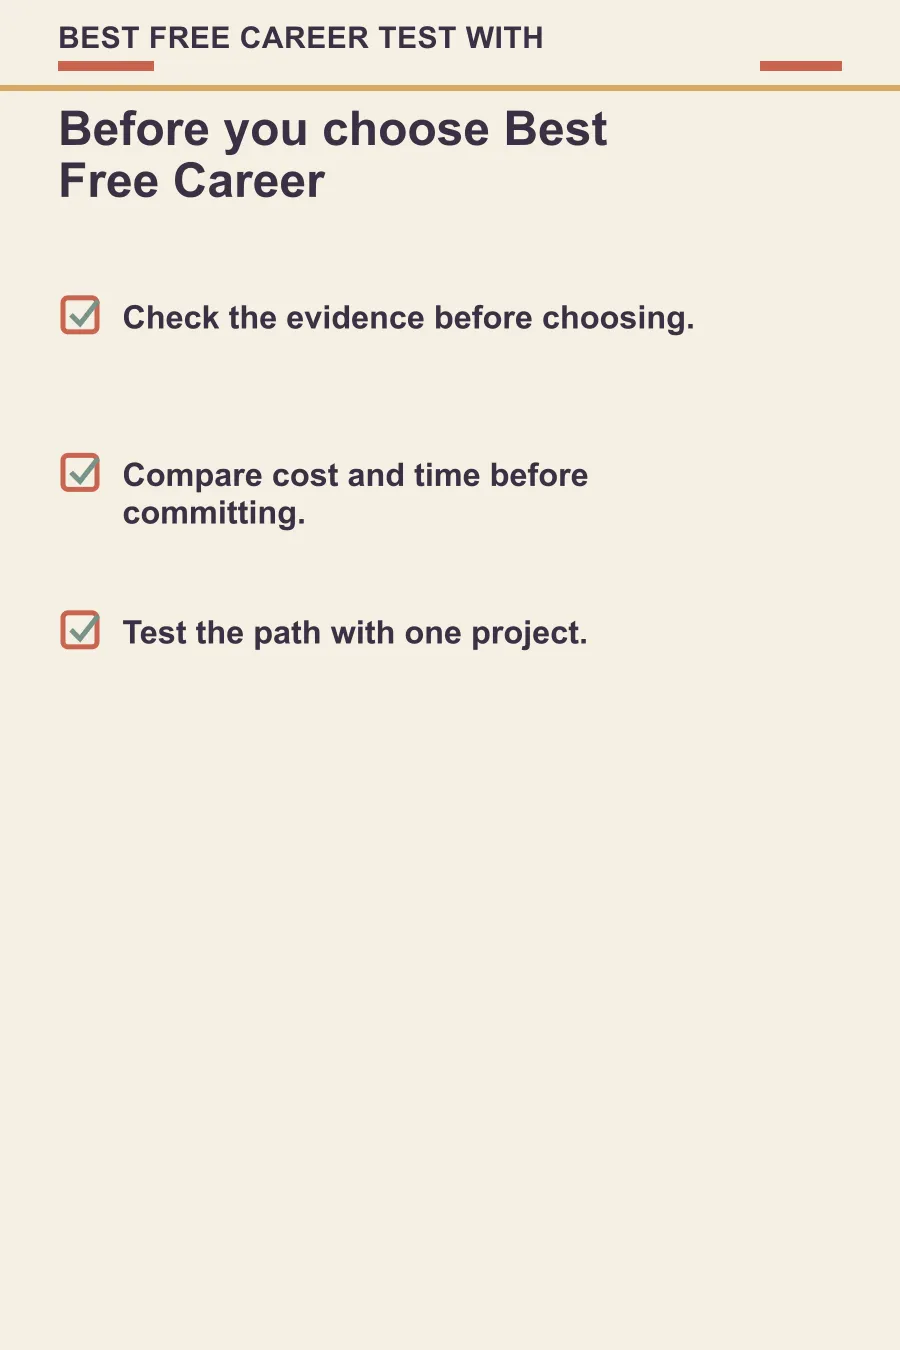 BEST FREE CAREER TEST WITH
Before you choose Best
Free Career
Check the evidence before choosing.
Compare cost and time before
committing.
Test the path with one project.